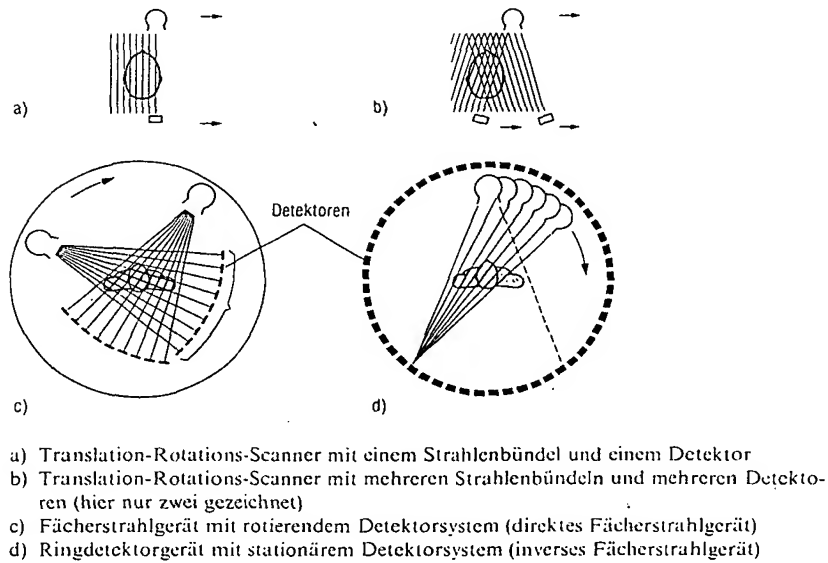 a)
b)
Detektoren
c)
d)
a) Translation-Rotations-Scanner mit einem Strahlenbündel und einem Detektor
b) Translation-Rotations-Scanner mit mehreren Strahlenbündeln und mehreren Detekto-
ren (hier nur zwei gezeichnet)
c) Fächerstrahlgerät mit rotierendem Detektorsystem (direktes Fächerstrahlgerät)
d) Ringdetektorgerät mit stationärem Detektorsystem (inverses Fächerstrahlgerät)